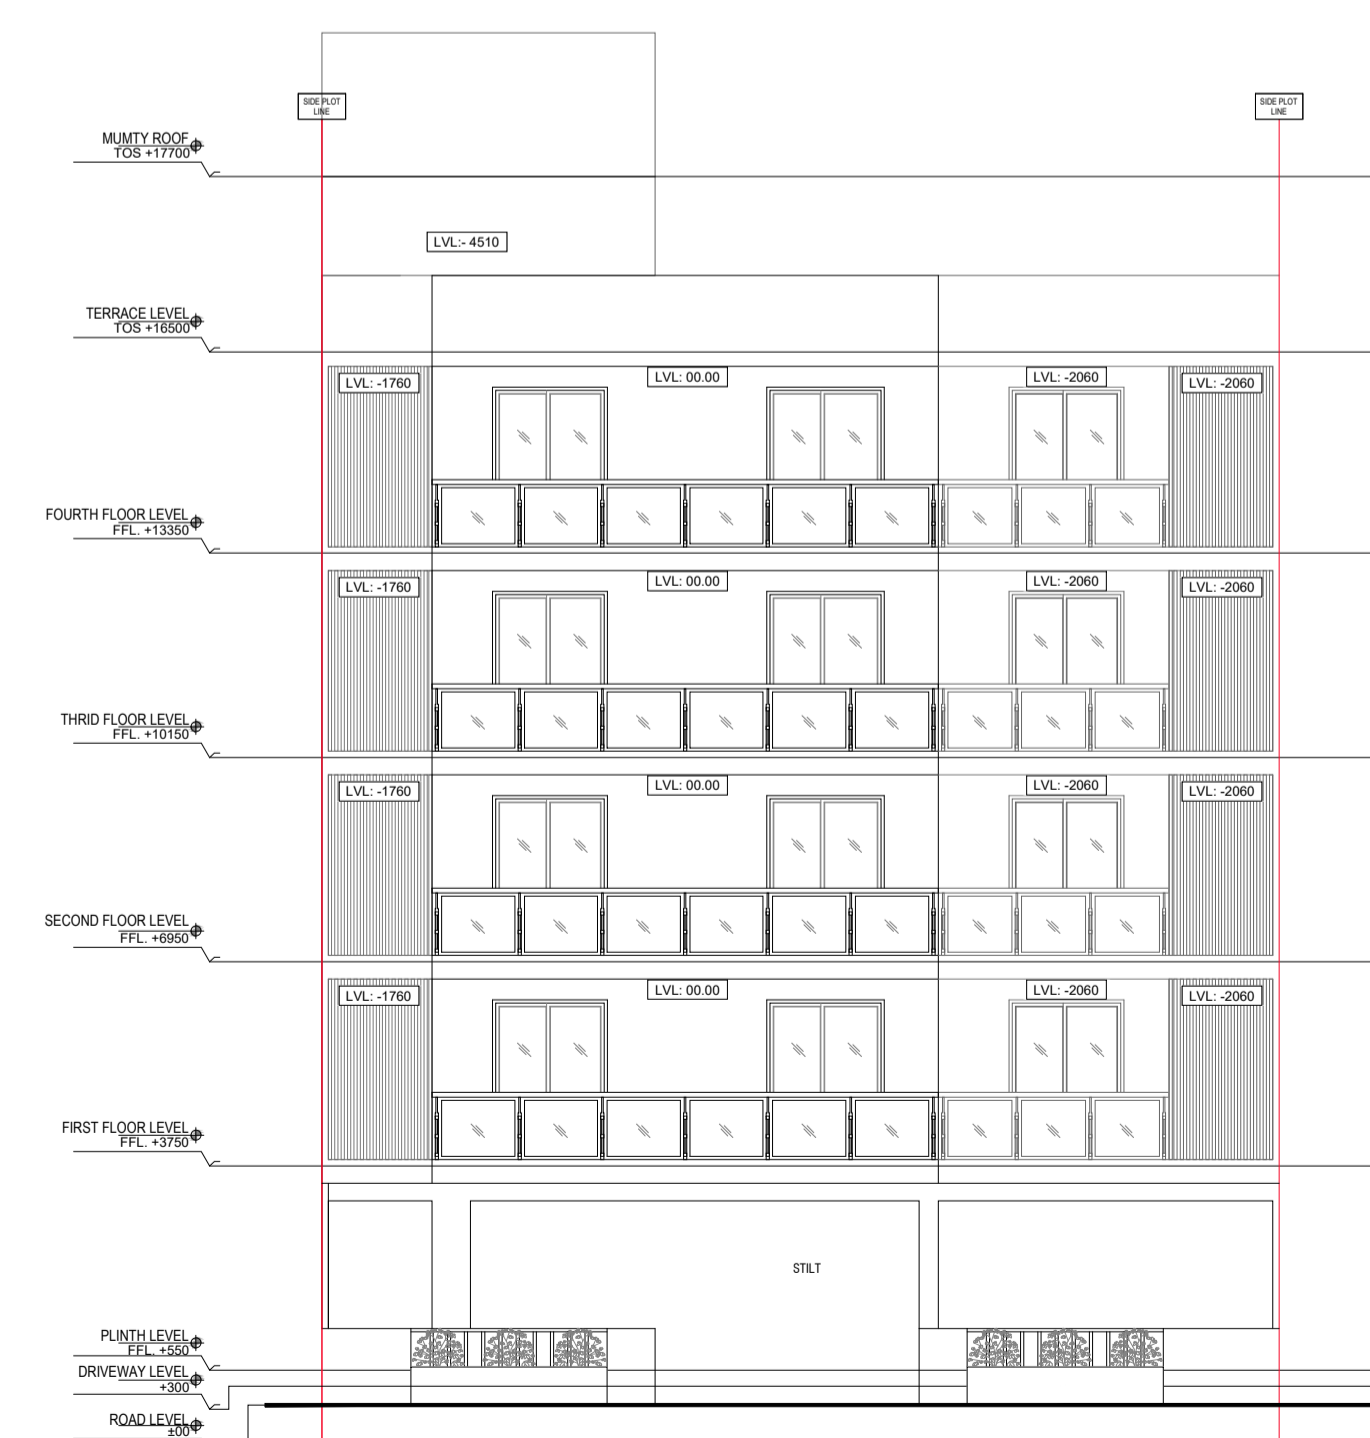 SIDE PLOT
LINE
SIDE PLOT
LINE
MUMTY ROOF
TOS +17700
LVL:- 4510
TERRACE LEVEL
TOS +16500
LVL: -1760
LVL: 00.00
LVL: -2060
LVL: -2060
FOURTH FLOOR LEVEL
FFL. +13350
LVL: -1760
LVL: 00.00
LVL: -2060
LVL: -2060
THRID FLOOR LEVEL
FFL. +10150
LVL: -1760
LVL: 00.00
LVL: -2060
LVL: -2060
SECOND FLOOR LEVEL
FFL. +6950
LVL: -1760
LVL: 00.00
LVL: -2060
LVL: -2060
FIRST FLOOR LEVEL
FFL. +3750
STILT
PLINTH LEVEL
FFL. +550
DRIVEWAY LEVEL
+300
ROAD LEVEL
±00